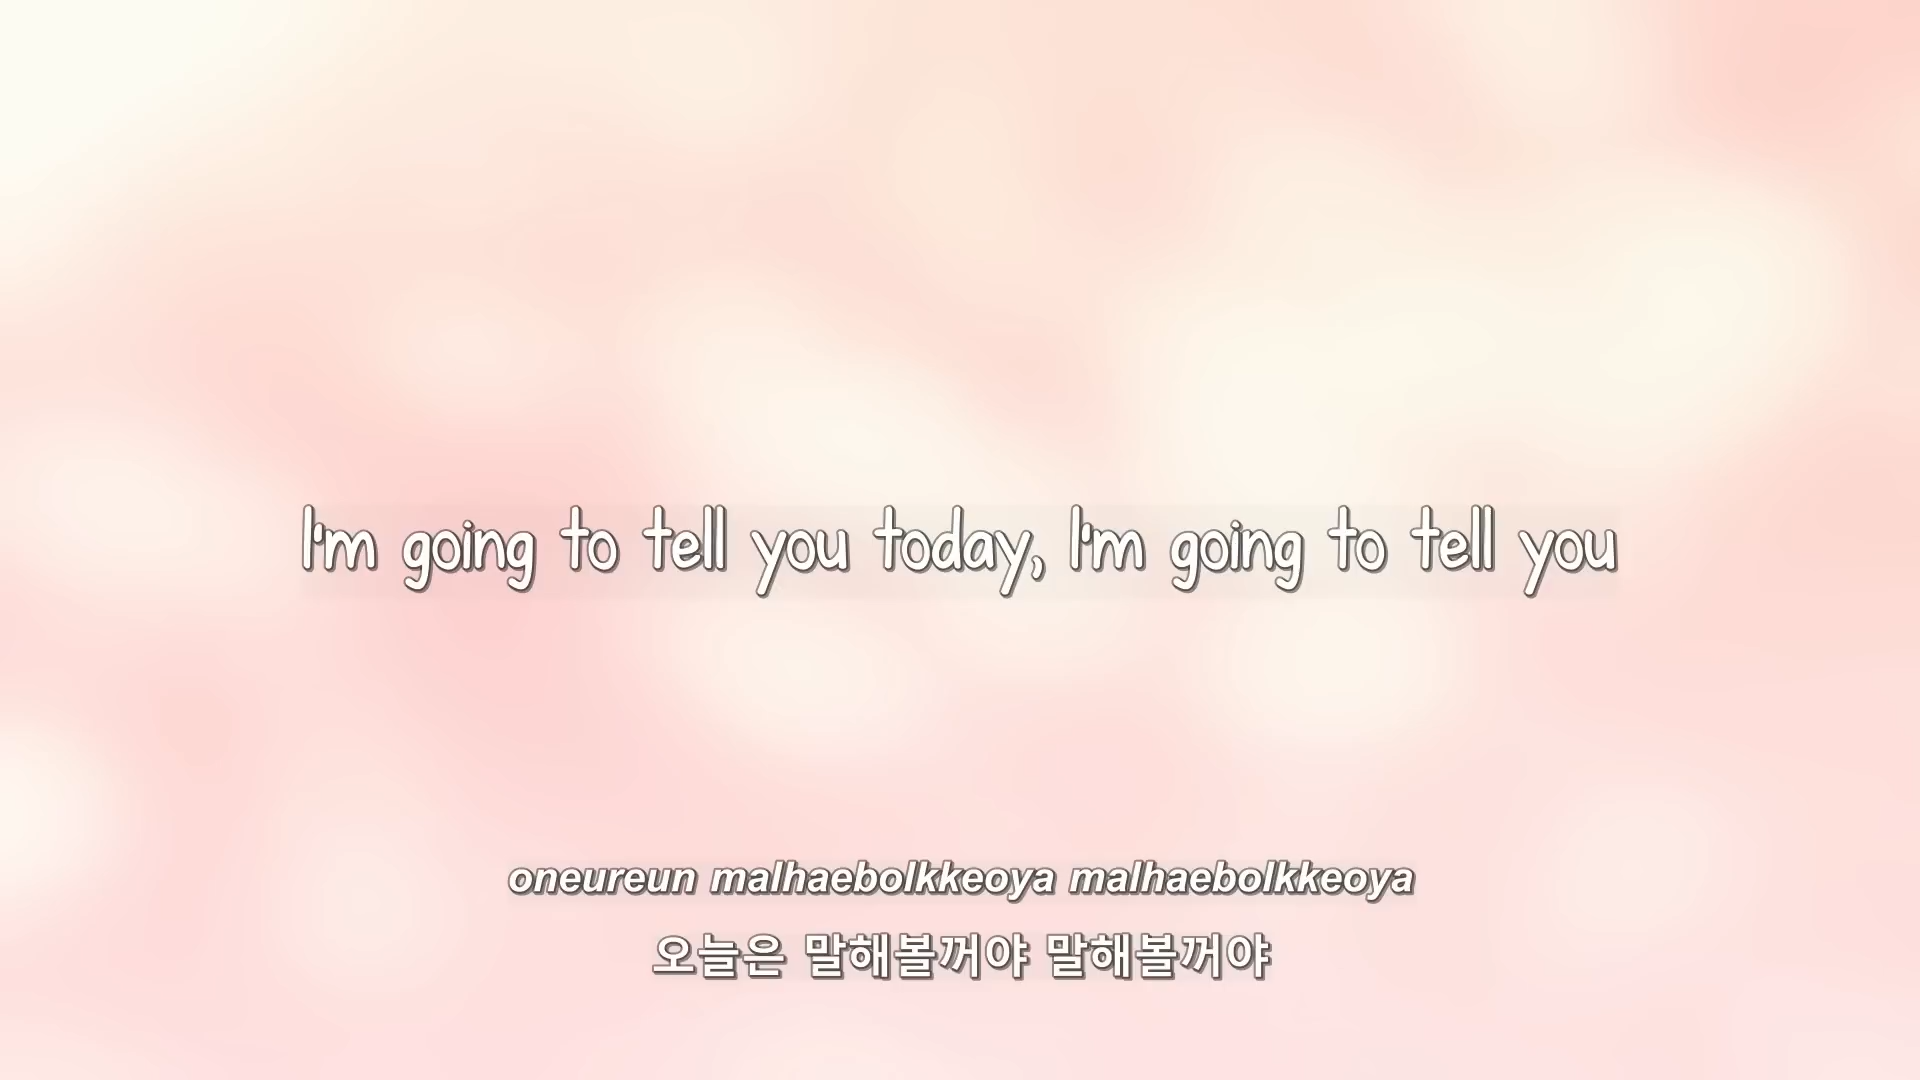 I'm going to tell you today, I'm going to tell you
oneureun malhaebolkkeoya malhaebolkkeoya
오늘은 말해볼꺼야 말해볼꺼야